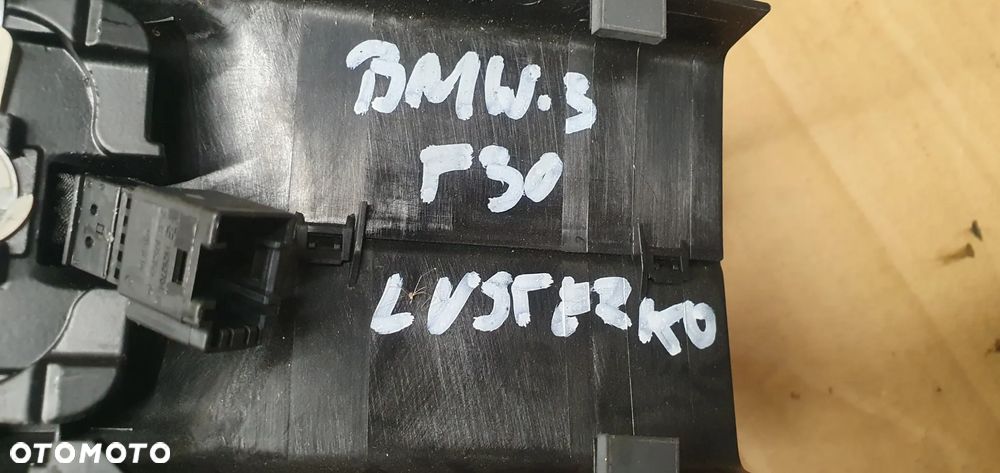 BMW.3
F30
LUSTERKO
OTOMOTO